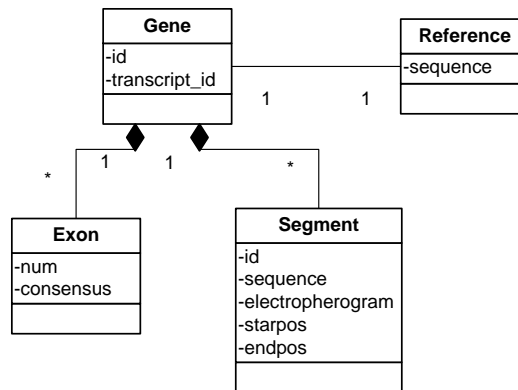 Gene
-id
-transcript_id
Reference
-sequence
1
1
1
1
*
*
Exon
-num
-consensus
Segment
-id
-sequence
-electropherogram
-starpos
-endpos